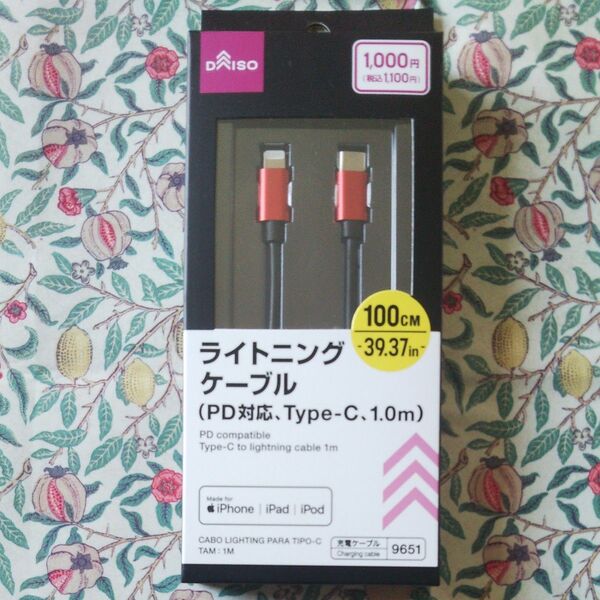 DAISO
1,000円
(税込1,100円)
100CM
-39.37in-
ライトニング
ケーブル
(PD対応、Type-C、1.0m)
PD compatible
Type-C to lightning cable 1m
Made for
iPhone | iPad | iPod
CABO LIGHTING PARA TIPO-C
TAM : 1M
充電ケーブル
Charging cable
9651